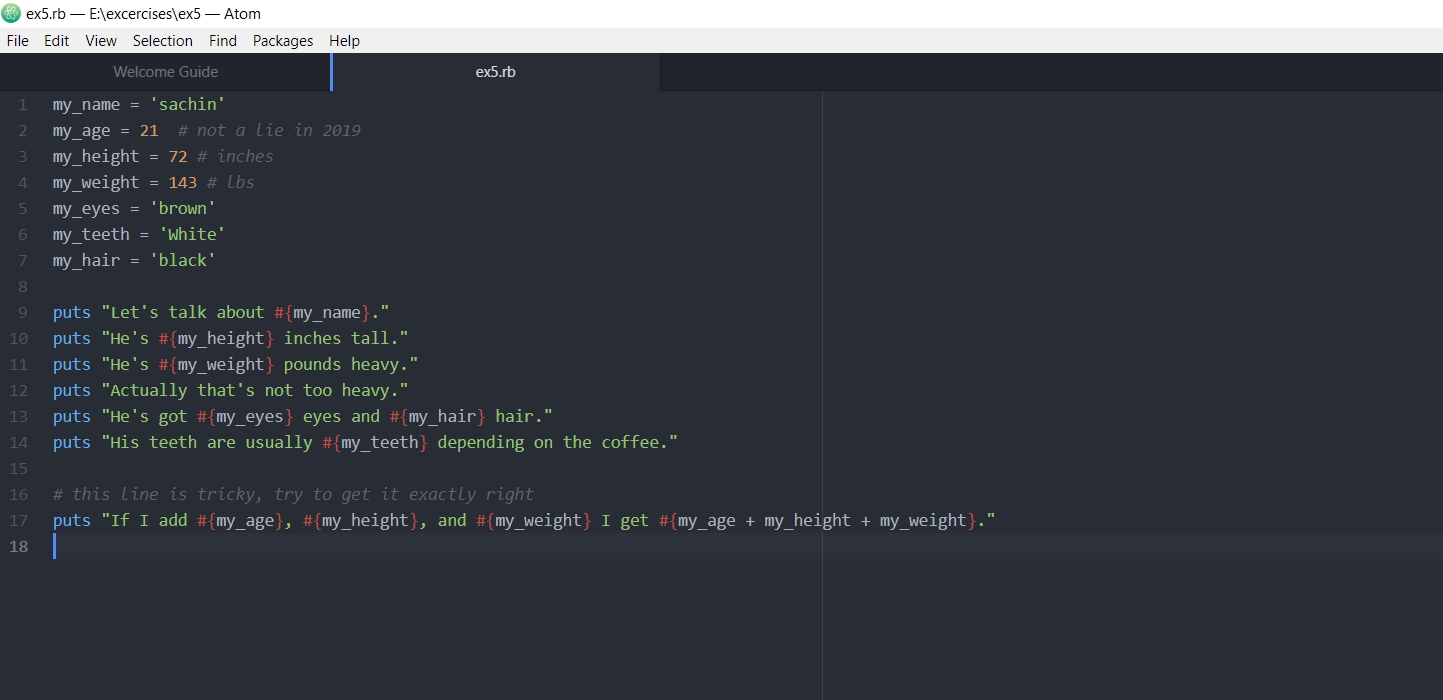 ex5.rb — E:\excercises\ex5 — Atom
File Edit View Selection Find Packages Help
Welcome Guide ex5.rb
1 my_name = 'sachin'
2 my_age = 21  # not a lie in 2019
3 my_height = 72 # inches
4 my_weight = 143 # lbs
5 my_eyes = 'brown'
6 my_teeth = 'White'
7 my_hair = 'black'
8
9 puts "Let's talk about #{my_name}."
10 puts "He's #{my_height} inches tall."
11 puts "He's #{my_weight} pounds heavy."
12 puts "Actually that's not too heavy."
13 puts "He's got #{my_eyes} eyes and #{my_hair} hair."
14 puts "His teeth are usually #{my_teeth} depending on the coffee."
15
16 # this line is tricky, try to get it exactly right
17 puts "If I add #{my_age}, #{my_height}, and #{my_weight} I get #{my_age + my_height + my_weight}."
18